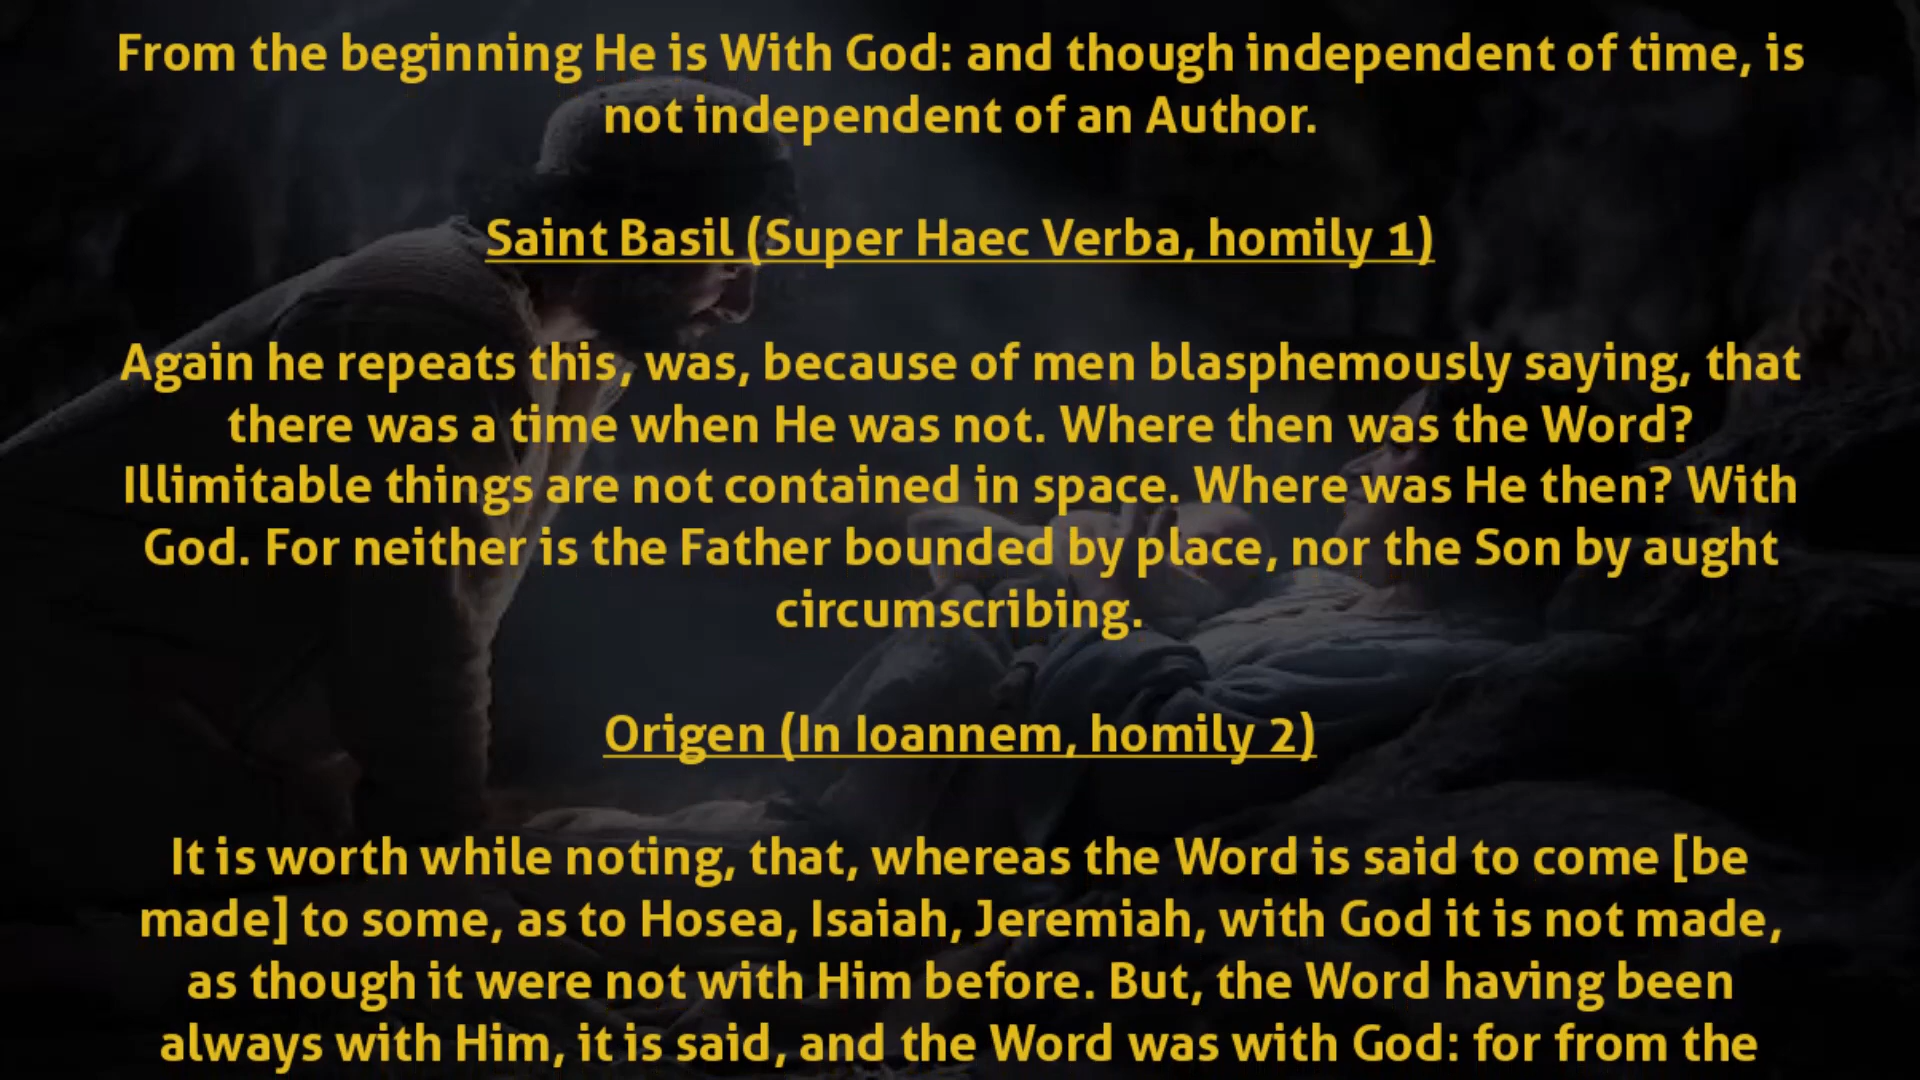 From the beginning He is With God: and though independent of time, is
not independent of an Author.
Saint Basil (Super Haec Verba, homily 1)
Again he repeats this, was, because of men blasphemously saying, that
there was a time when He was not. Where then was the Word?
Illimitable things are not contained in space. Where was He then? With
God. For neither is the Father bounded by place, nor the Son by aught
circumscribing.
Origen (In Ioannem, homily 2)
It is worth while noting, that, whereas the Word is said to come [be
made] to some, as to Hosea, Isaiah, Jeremiah, with God it is not made,
as though it were not with Him before. But, the Word having been
always with Him, it is said, and the Word was with God: for from the